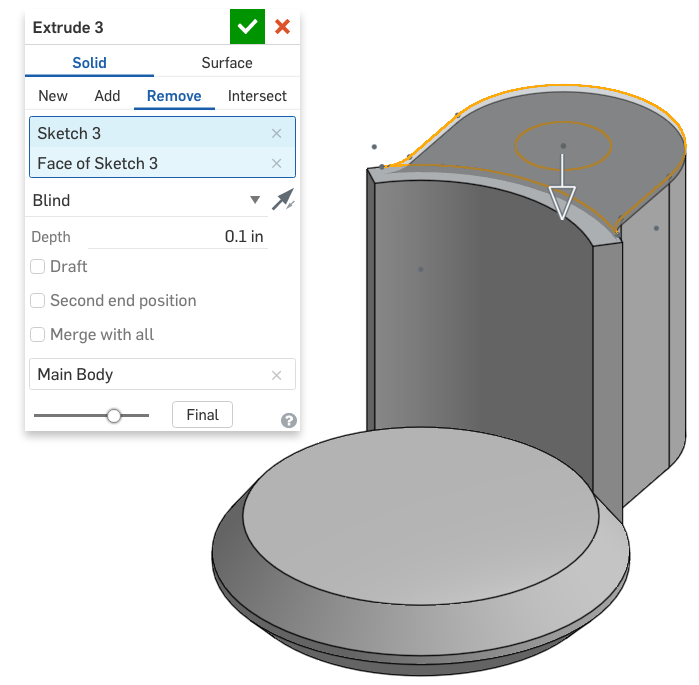 Extrude 3
Solid Surface
New Add Remove Intersect
Sketch 3
Face of Sketch 3
Blind
Depth 0.1 in
Draft
Second end position
Merge with all
Main Body
Final ?